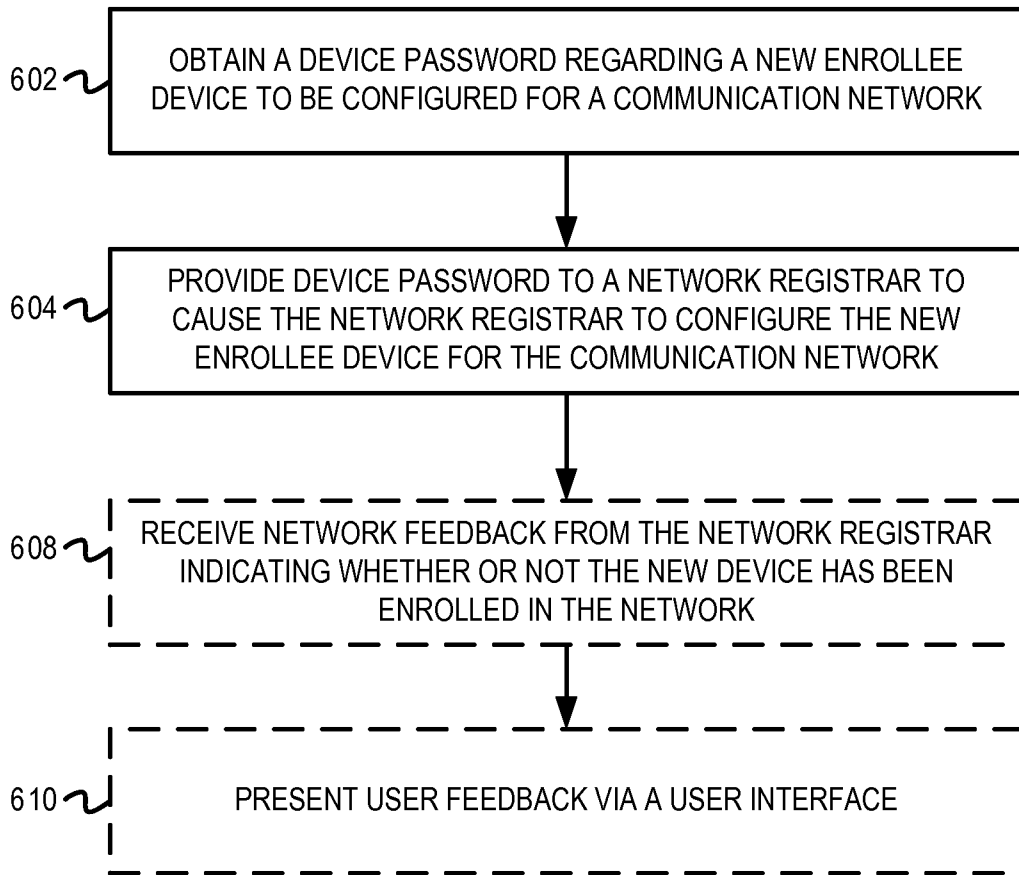 602
OBTAIN A DEVICE PASSWORD REGARDING A NEW ENROLLEE
DEVICE TO BE CONFIGURED FOR A COMMUNICATION NETWORK
604
PROVIDE DEVICE PASSWORD TO A NETWORK REGISTRAR TO
CAUSE THE NETWORK REGISTRAR TO CONFIGURE THE NEW
ENROLLEE DEVICE FOR THE COMMUNICATION NETWORK
608
RECEIVE NETWORK FEEDBACK FROM THE NETWORK REGISTRAR
INDICATING WHETHER OR NOT THE NEW DEVICE HAS BEEN
ENROLLED IN THE NETWORK
610
PRESENT USER FEEDBACK VIA A USER INTERFACE